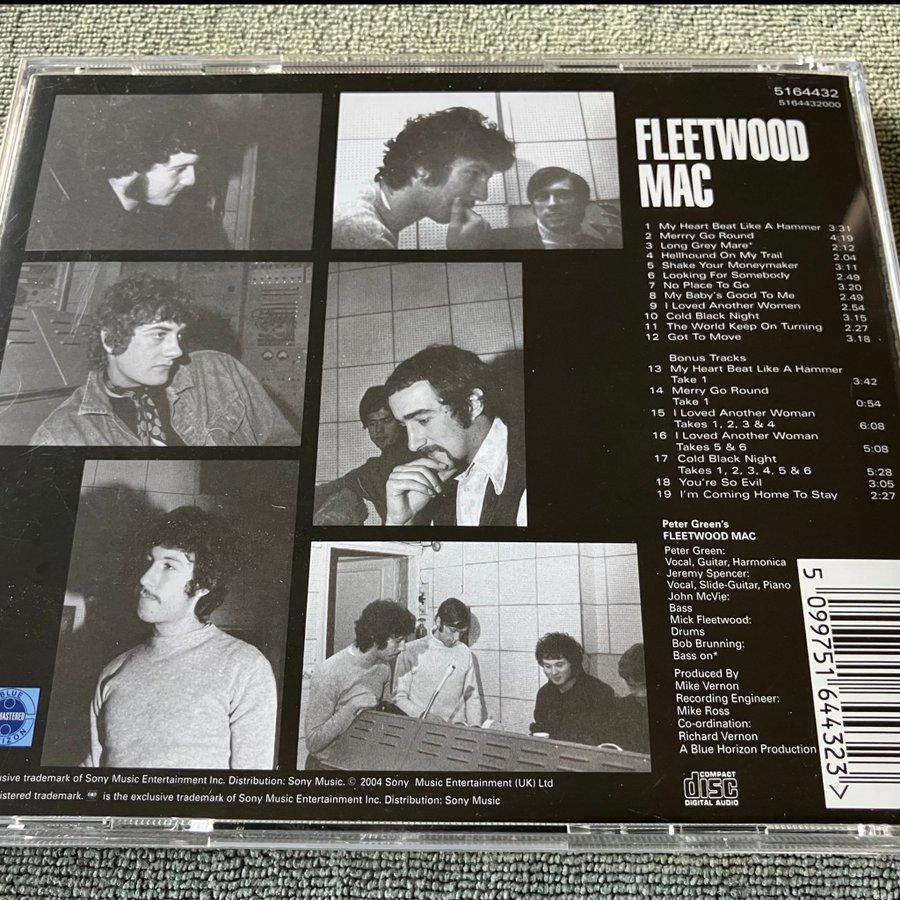 5164432
5164432000
FLEETWOOD
MAC
1 My Heart Beat Like A Hammer 3:31
2 Merrry Go Round 4:19
3 Long Grey Mare* 2:12
4 Hellhound On My Trail 2.04
5 Shake Your Moneymaker 3:11
6 Looking For Somebody 2.49
7 No Place To Go 3.20
8 My Baby's Good To Me 2.49
9 I Loved Another Women 2.54
10 Cold Black Night 3.15
11 The World Keep On Turning 2.27
12 Got To Move 3.18
Bonus Tracks
13 My Heart Beat Like A Hammer
Take 1 3:42
14 Merry Go Round
Take 1 0:54
15 I Loved Another Woman
Takes 1, 2, 3 & 4 6:08
16 I Loved Another Woman
Takes 5 & 6 5:08
17 Cold Black Night
Takes 1, 2, 3, 4, 5 & 6 5:28
18 You're So Evil 3:05
19 I'm Coming Home To Stay 2:27
Peter Green's
FLEETWOOD MAC
Peter Green:
Vocal, Guitar, Harmonica
Jeremy Spencer:
Vocal, Slide-Guitar, Piano
John McVie:
Bass
Mick Fleetwood:
Drums
Bob Brunning:
Bass on*
Produced By
Mike Vernon
Recording Engineer:
Mike Ross
Co-ordination:
Richard Vernon
A Blue Horizon Production
5 099751 644323 >
COMPACT
disc
DIGITAL AUDIO
BLUE
MASTERED
IZON
usive trademark of Sony Music Entertainment Inc. Distribution: Sony Music. © 2004 Sony Music Entertainment (UK) Ltd
istered trademark. is the exclusive trademark of Sony Music Entertainment Inc. Distribution: Sony Music